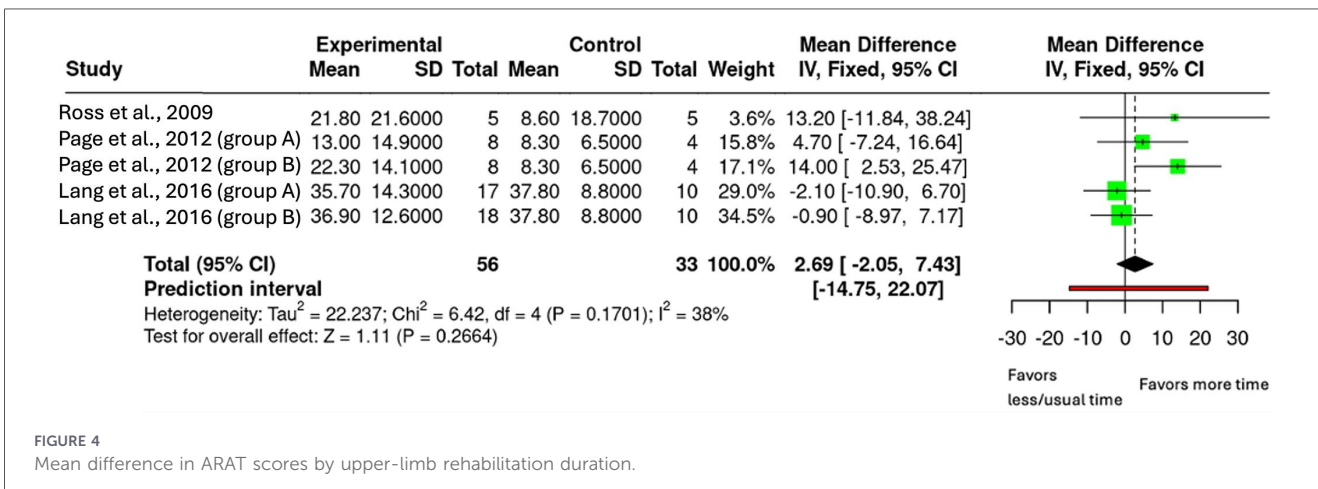 Experimental Control Mean Difference Mean Difference
Study Mean SD Total Mean SD Total Weight IV, Fixed, 95% CI IV, Fixed, 95% CI
Ross et al., 2009 21.80 21.6000 5 8.60 18.7000 5 3.6% 13.20 [-11.84, 38.24]
Page et al., 2012 (group A) 13.00 14.9000 8 8.30 6.5000 4 15.8% 4.70 [ -7.24, 16.64]
Page et al., 2012 (group B) 22.30 14.1000 8 8.30 6.5000 4 17.1% 14.00 [ 2.53, 25.47]
Lang et al., 2016 (group A) 35.70 14.3000 17 37.80 8.8000 10 29.0% -2.10 [-10.90, 6.70]
Lang et al., 2016 (group B) 36.90 12.6000 18 37.80 8.8000 10 34.5% -0.90 [ -8.97, 7.17]
Total (95% CI) 56 33 100.0% 2.69 [ -2.05, 7.43]
Prediction interval [-14.75, 22.07]
Heterogeneity: Tau² = 22.237; Chi² = 6.42, df = 4 (P = 0.1701); I² = 38%
Test for overall effect: Z = 1.11 (P = 0.2664)
-30 -20 -10 0 10 20 30
Favors
less/usual time
Favors more time
FIGURE 4
Mean difference in ARAT scores by upper-limb rehabilitation duration.